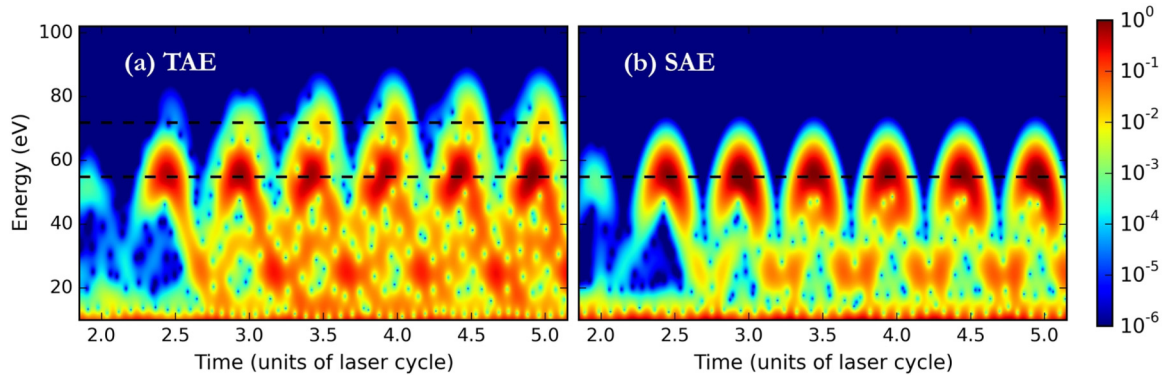 (a) TAE
(b) SAE
Energy (eV)
100
80
60
40
20
2.0 2.5 3.0 3.5 4.0 4.5 5.0
2.0 2.5 3.0 3.5 4.0 4.5 5.0
Time (units of laser cycle)
Time (units of laser cycle)
10⁰
10⁻¹
10⁻²
10⁻³
10⁻⁴
10⁻⁵
10⁻⁶